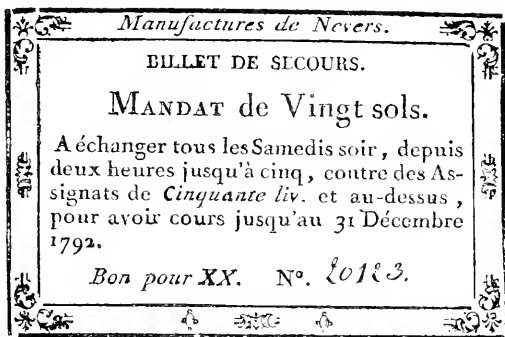 Manufactures de Nevers.
BILLET DE SECOURS.
MANDAT de Vingt sols.
A échanger tous les Samedis soir, depuis
deux heures jusqu'à cinq, contre des As-
signats de Cinquante liv. et au-dessus,
pour avoir cours jusqu'au 31 Décembre
1792.
Bon pour XX. N°. 20123.